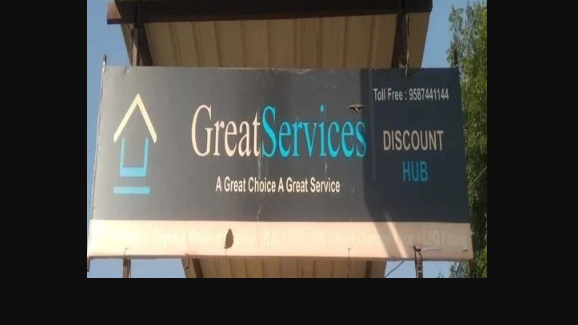 Toll Free : 9587441144
GreatServices
DISCOUNT
HUB
A Great Choice A Great Service